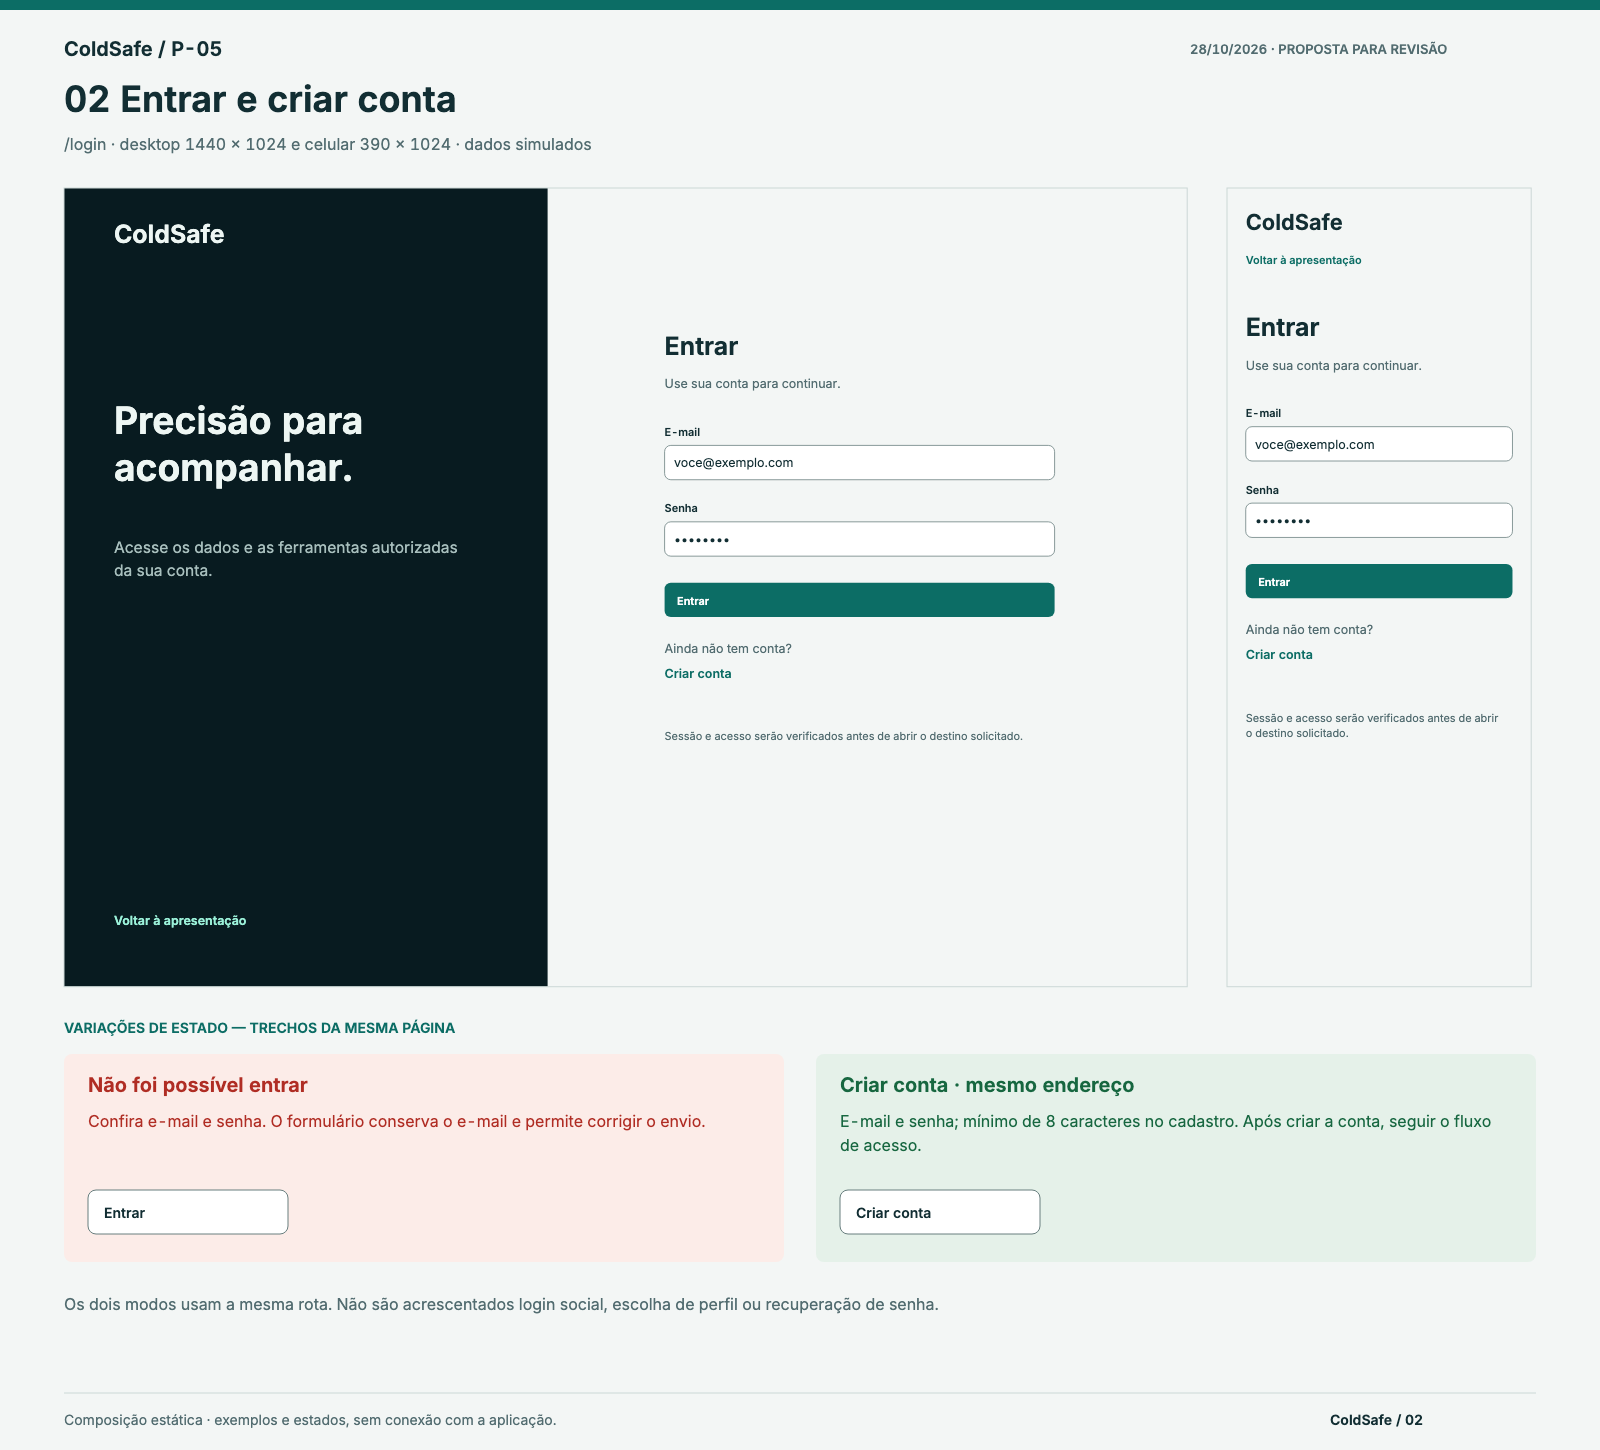 ColdSafe / P-05
28/10/2026 · PROPOSTA PARA REVISÃO
02 Entrar e criar conta
/login · desktop 1440 × 1024 e celular 390 × 1024 · dados simulados
ColdSafe
Precisão para
acompanhar.
Acesse os dados e as ferramentas autorizadas
da sua conta.
Voltar à apresentação
Entrar
Use sua conta para continuar.
E-mail
voce@exemplo.com
Senha
••••••••
Entrar
Ainda não tem conta?
Criar conta
Sessão e acesso serão verificados antes de abrir o destino solicitado.
ColdSafe
Voltar à apresentação
Entrar
Use sua conta para continuar.
E-mail
voce@exemplo.com
Senha
••••••••
Entrar
Ainda não tem conta?
Criar conta
Sessão e acesso serão verificados antes de abrir
o destino solicitado.
VARIAÇÕES DE ESTADO — TRECHOS DA MESMA PÁGINA
Não foi possível entrar
Confira e-mail e senha. O formulário conserva o e-mail e permite corrigir o envio.
Entrar
Criar conta · mesmo endereço
E-mail e senha; mínimo de 8 caracteres no cadastro. Após criar a conta, seguir o fluxo
de acesso.
Criar conta
Os dois modos usam a mesma rota. Não são acrescentados login social, escolha de perfil ou recuperação de senha.
Composição estática · exemplos e estados, sem conexão com a aplicação.
ColdSafe / 02